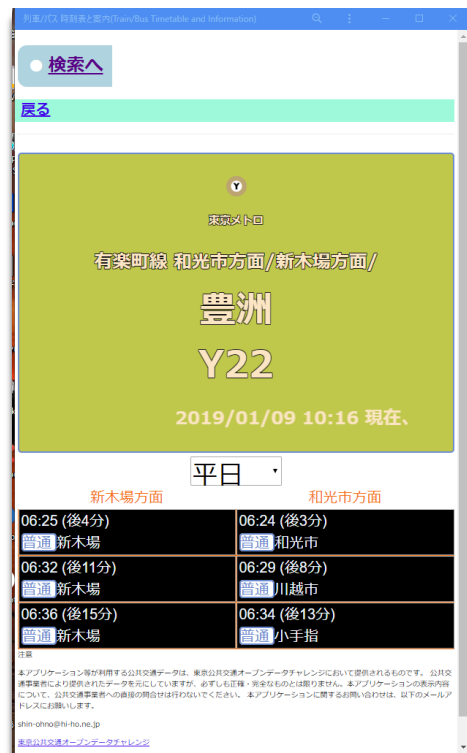 列車/バス 時刻表と案内(Train/Bus Timetable and Information)
検索へ
戻る
Y
東京メトロ
有楽町線 和光市方面/新木場方面/
豊洲
Y22
2019/01/09 10:16 現在、
平日
新木場方面 和光市方面
06:25 (後4分) 06:24 (後3分)
普通 新木場 普通 和光市
06:32 (後11分) 06:29 (後8分)
普通 新木場 普通 川越市
06:36 (後15分) 06:34 (後13分)
普通 新木場 普通 小手指
注意
本アプリケーション等が利用する公共交通データは、東京公共交通オープンデータチャレンジにおいて提供されるものです。 公共交
通事業者により提供されたデータを元にしていますが、必ずしも正確・完全なものとは限りません。本アプリケーションの表示内容
について、公共交通事業者への直接の問合せは行わないでください。 本アプリケーションに関するお問い合わせは、以下のメールア
ドレスにお願いします。
shin-ohno@hi-ho.ne.jp
東京公共交通オープンデータチャレンジ